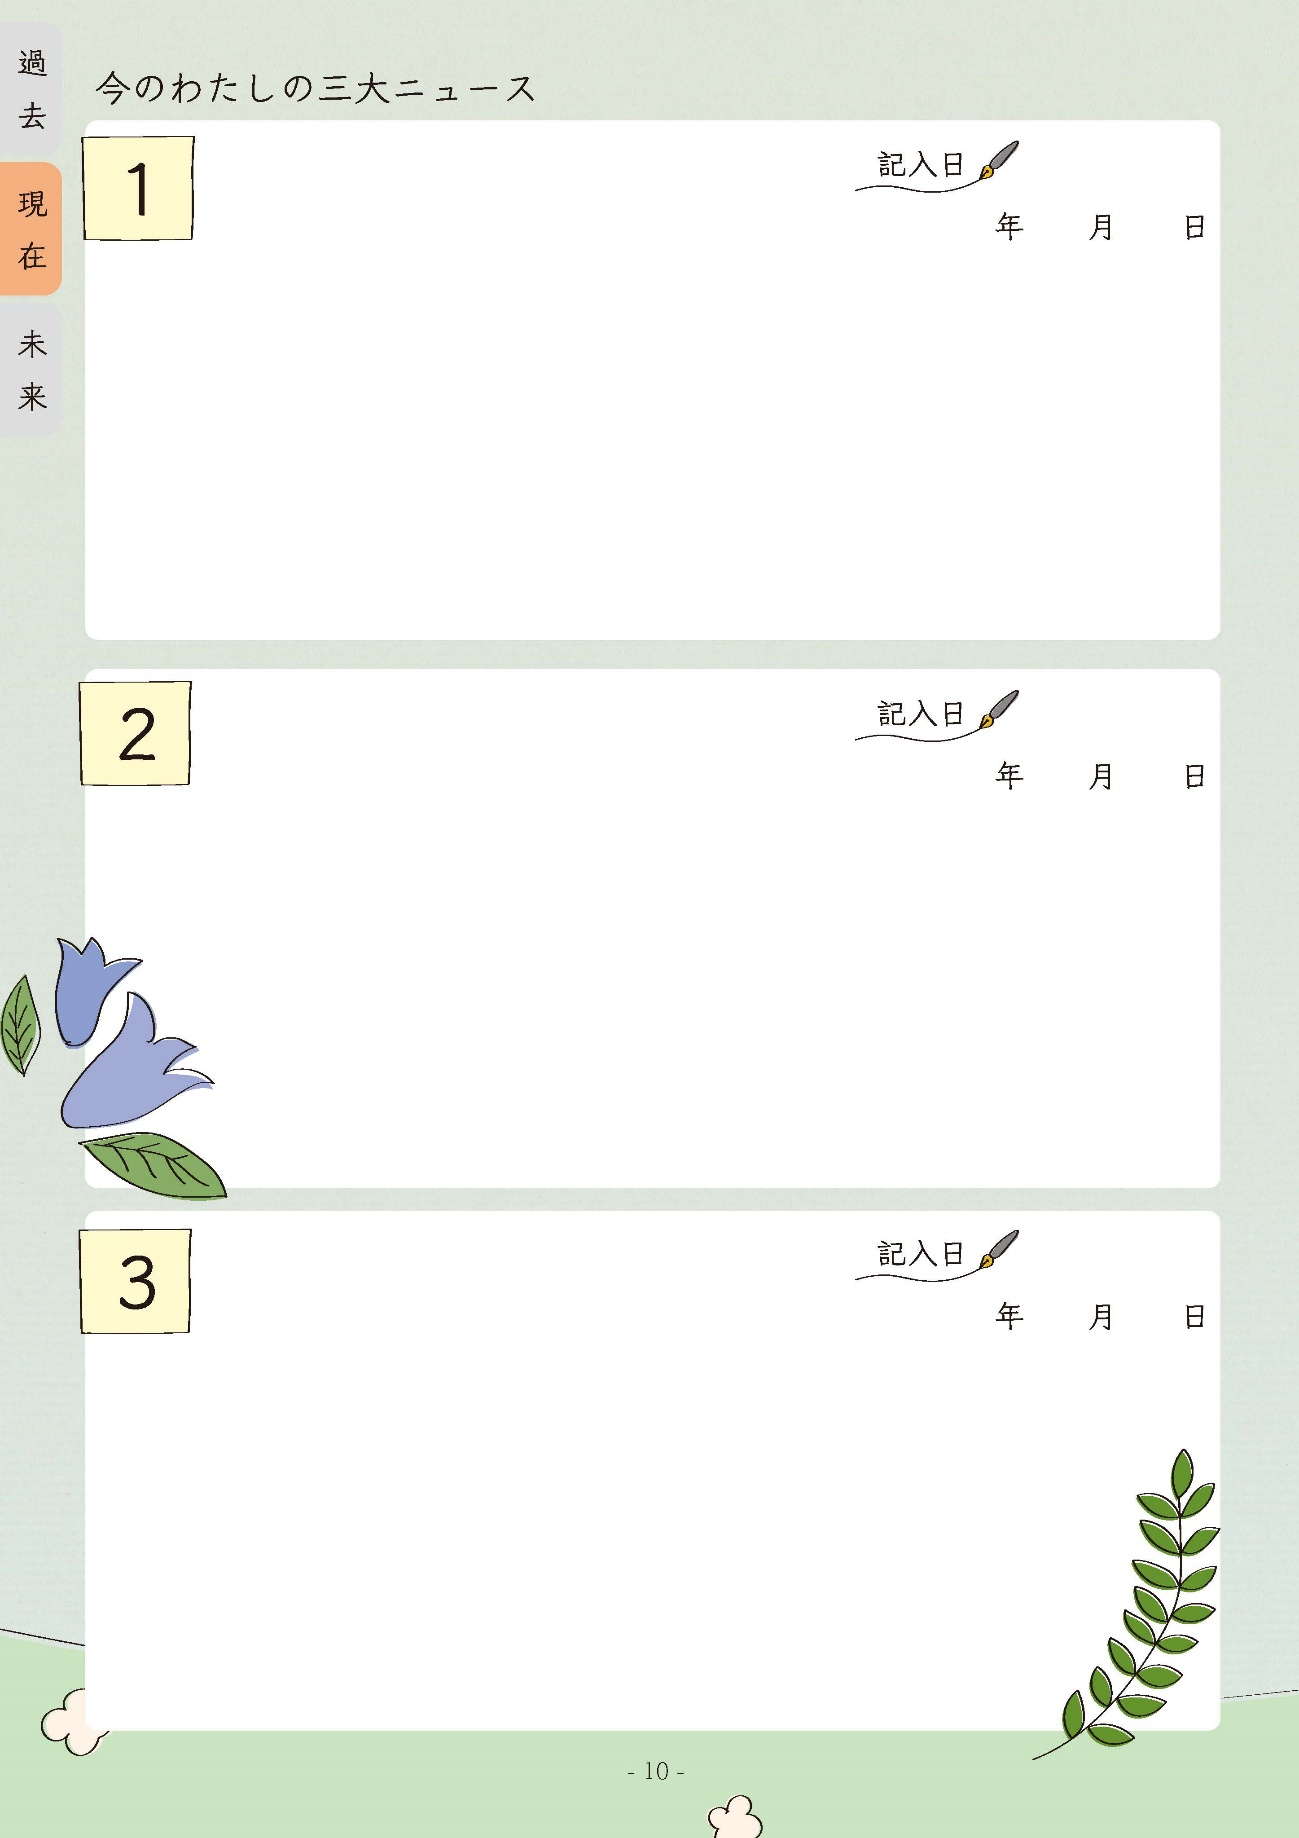 過去
現在
未来
今のわたしの三大ニュース
1
記入日
年 月 日
2
記入日
年 月 日
3
記入日
年 月 日
- 10 -